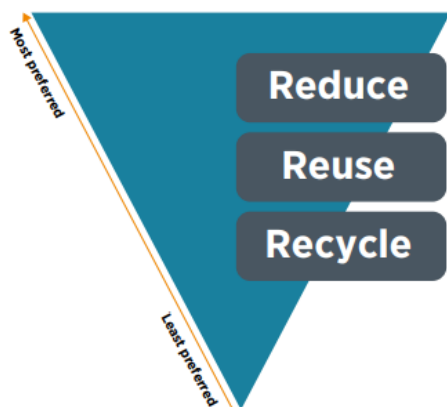 Most preferred
Reduce
Reuse
Recycle
Least preferred